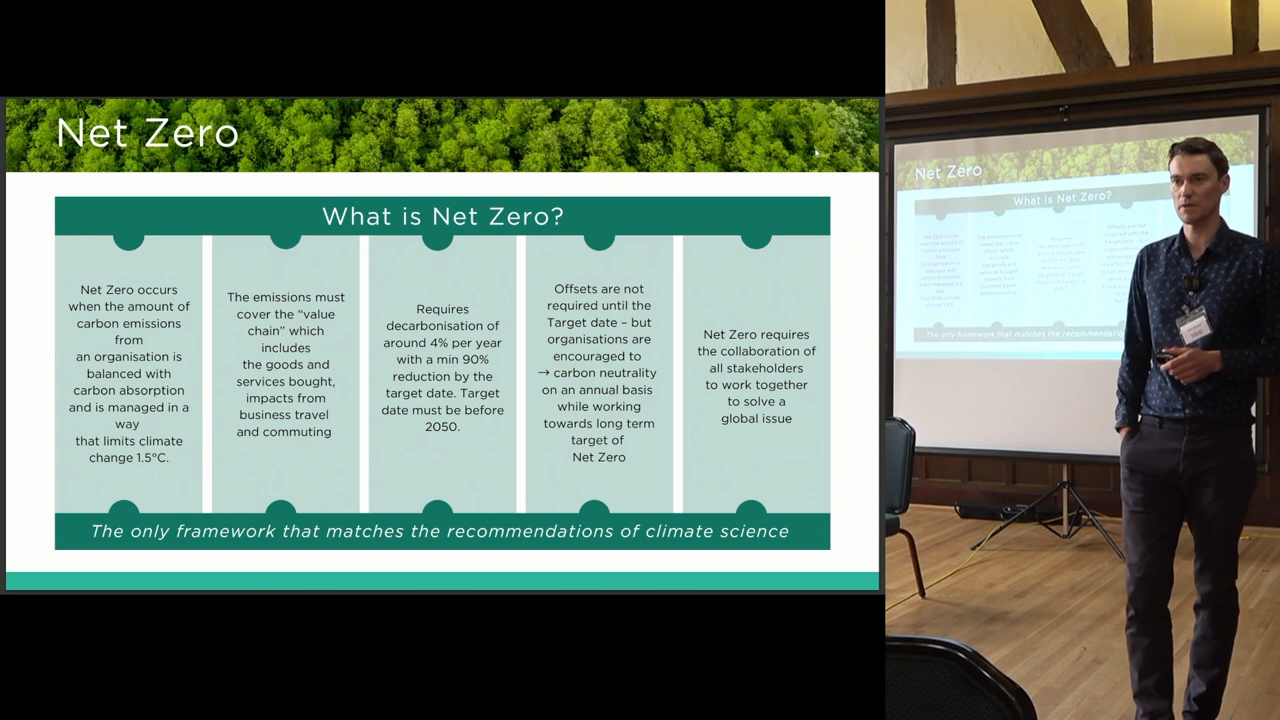 Net Zero
What is Net Zero?
Net Zero occurs
when the amount of
carbon emissions
from
an organisation is
balanced with
carbon absorption
and is managed in a
way
that limits climate
change 1.5°C.
The emissions must
cover the “value
chain” which
includes
the goods and
services bought,
impacts from
business travel
and commuting
Requires
decarbonisation of
around 4% per year
with a min 90%
reduction by the
target date. Target
date must be before
2050.
Offsets are not
required until the
Target date – but
organisations are
encouraged to
→ carbon neutrality
on an annual basis
while working
towards long term
target of
Net Zero
Net Zero requires
the collaboration of
all stakeholders
to work together
to solve a
global issue
The only framework that matches the recommendations of climate science
Net Zero
What is Net Zero?
The only framework that matches the